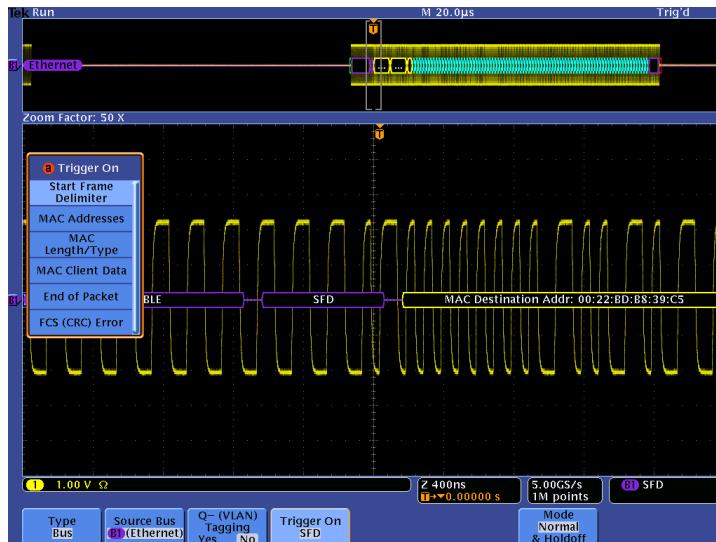 Tek Run
M 20.0µs
Trig'd
T
B1 Ethernet
... ...
Zoom Factor: 50 X
T
a Trigger On
Start Frame
Delimiter
MAC Addresses
MAC
Length/Type
MAC Client Data
End of Packet
FCS (CRC) Error
B1
BLE
SFD
MAC Destination Addr: 00:22:BD:B8:39:C5
1 1.00 V Ω
Z 400ns
T→▼0.00000 s
5.00GS/s
1M points
B1 SFD
Type
Bus
Source Bus
B1 (Ethernet)
Q− (VLAN)
Tagging
Yes No
Trigger On
SFD
Mode
Normal
& Holdoff